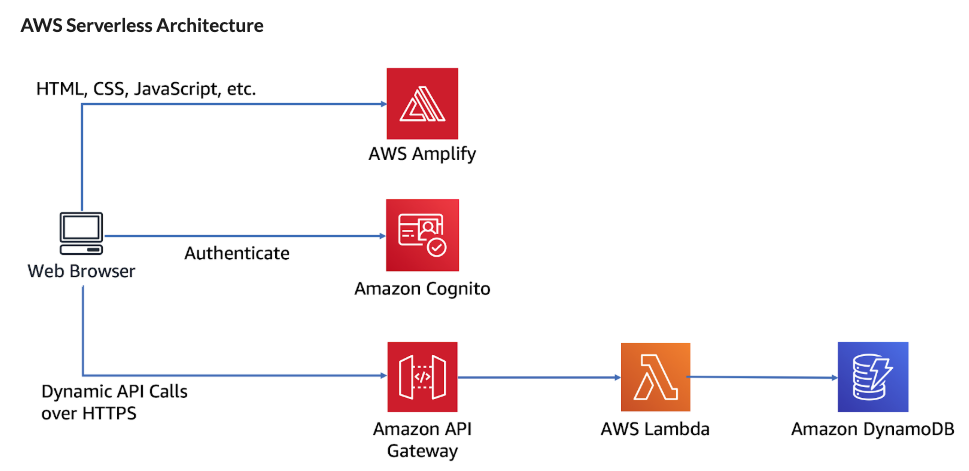 AWS Serverless Architecture
HTML, CSS, JavaScript, etc.
AWS Amplify
Web Browser
Authenticate
Amazon Cognito
Dynamic API Calls
over HTTPS
Amazon API
Gateway
AWS Lambda
Amazon DynamoDB